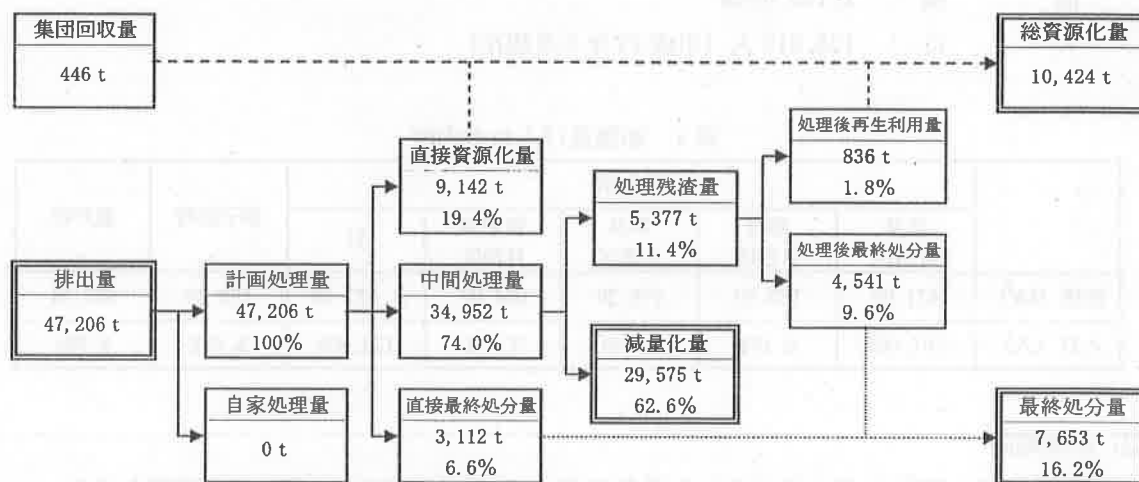 集団回収量
446 t
総資源化量
10,424 t
直接資源化量
9,142 t
19.4%
処理後再生利用量
836 t
1.8%
処理残渣量
5,377 t
11.4%
処理後最終処分量
4,541 t
9.6%
排出量
47,206 t
計画処理量
47,206 t
100%
中間処理量
34,952 t
74.0%
減量化量
29,575 t
62.6%
自家処理量
0 t
直接最終処分量
3,112 t
6.6%
最終処分量
7,653 t
16.2%